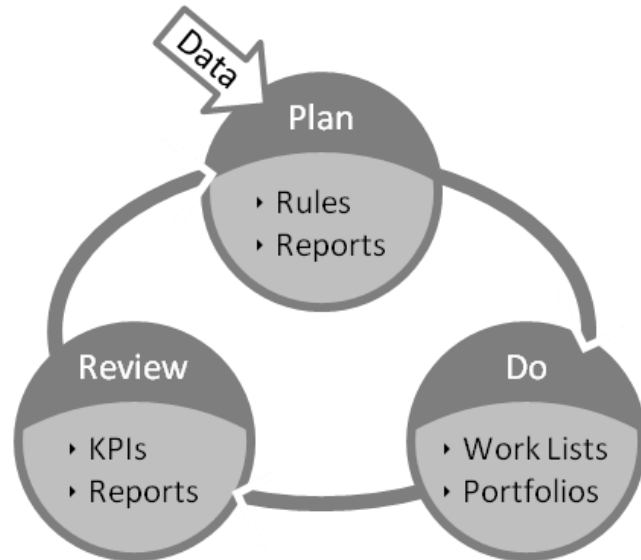 Data
Plan
Rules
Reports
Review
KPIs
Reports
Do
Work Lists
Portfolios